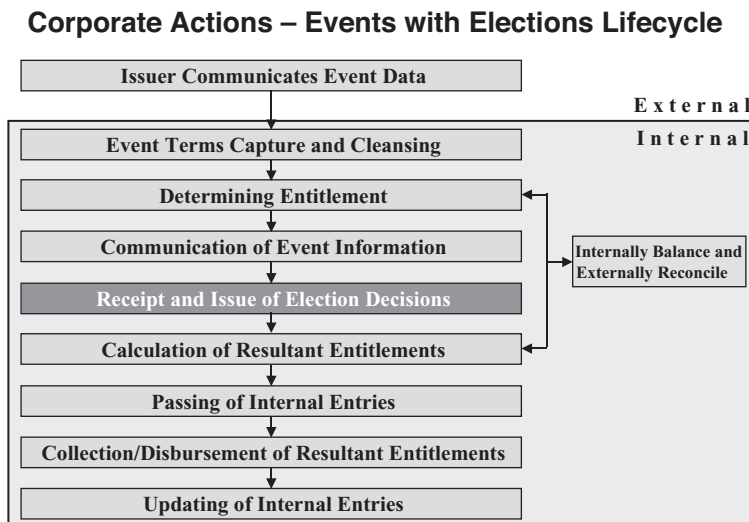 Corporate Actions – Events with Elections Lifecycle
Issuer Communicates Event Data
External
Internal
Event Terms Capture and Cleansing
Determining Entitlement
Communication of Event Information
Internally Balance and
Externally Reconcile
Receipt and Issue of Election Decisions
Calculation of Resultant Entitlements
Passing of Internal Entries
Collection/Disbursement of Resultant Entitlements
Updating of Internal Entries